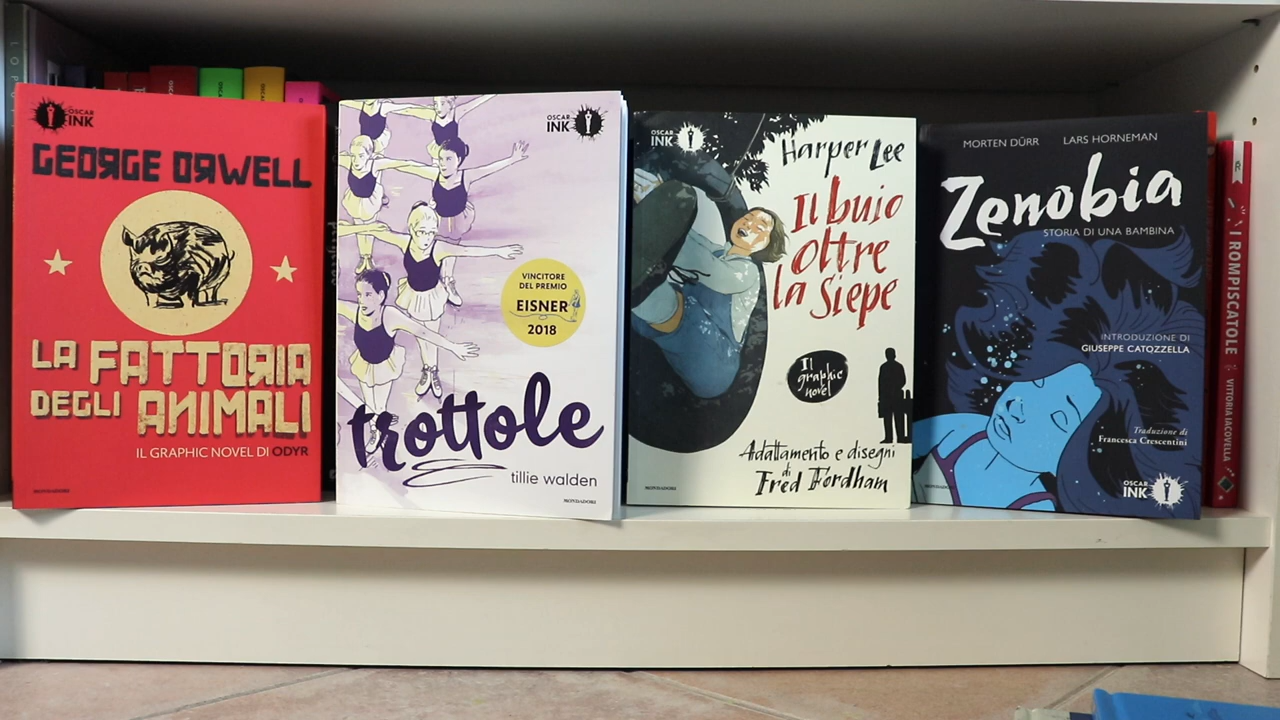 OSCAR
INK
GEORGE ORWELL
LA FATTORIA
DEGLI ANIMALI
IL GRAPHIC NOVEL DI ODYR
MONDADORI
OSCAR
INK
VINCITORE
DEL PREMIO
EISNER
2018
trottole
tillie walden
MONDADORI
OSCAR
INK
Harper Lee
Il buio
oltre
la Siepe
Il
graphic
novel
Adattamento e disegni
di
Fred Fordham
MONDADORI
MORTEN DÜRR LARS HORNEMAN
Zenobia
STORIA DI UNA BAMBINA
INTRODUZIONE DI
GIUSEPPE CATOZZELLA
Traduzione di
Francesca Crescentini
OSCAR
INK
I ROMPISCATOLE
VITTORIA IACOVELLA